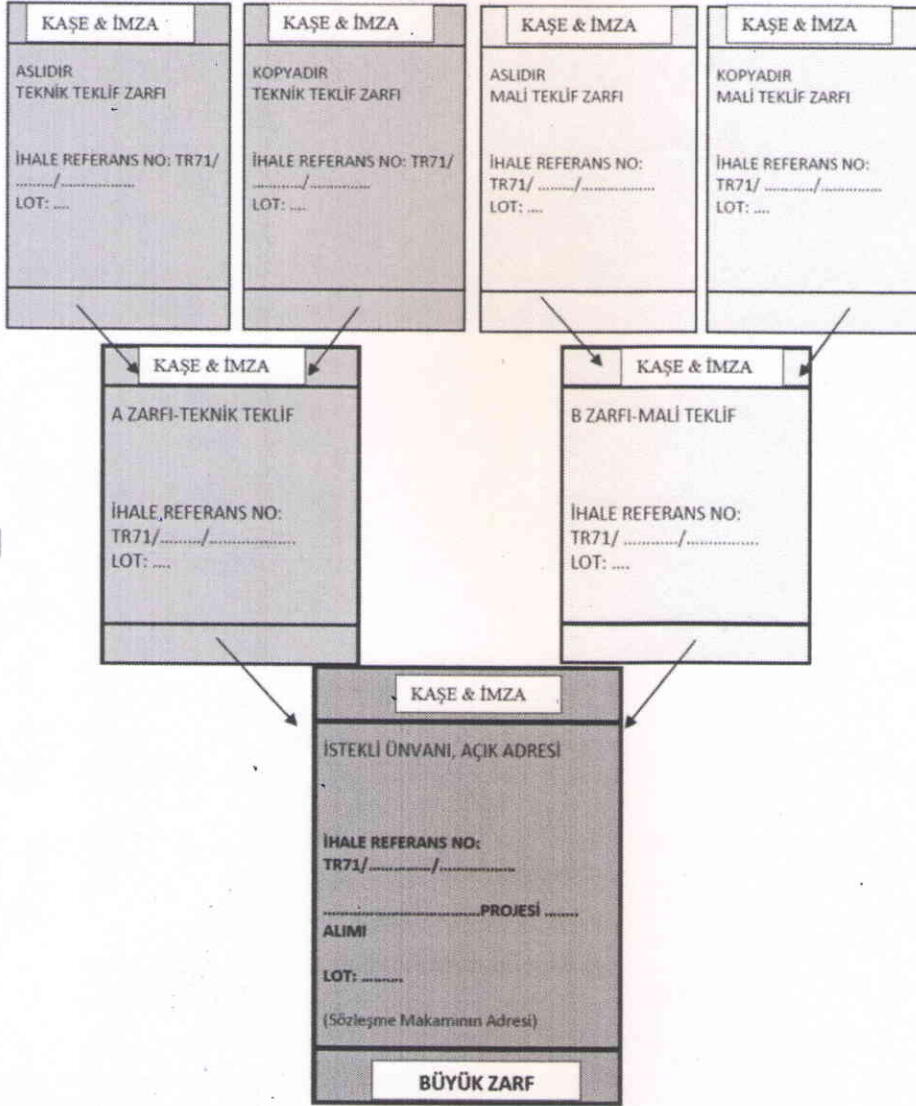 KAŞE & İMZA
ASLIDIR
TEKNİK TEKLİF ZARFI
İHALE REFERANS NO: TR71/
........./.................
LOT: ....
KAŞE & İMZA
KOPYADIR
TEKNİK TEKLİF ZARFI
İHALE REFERANS NO: TR71/
.........../..............
LOT: ....
KAŞE & İMZA
ASLIDIR
MALİ TEKLİF ZARFI
İHALE REFERANS NO:
TR71/ ........./.................
LOT: ....
KAŞE & İMZA
KOPYADIR
MALİ TEKLİF ZARFI
İHALE REFERANS NO:
TR71/ ............/..............
LOT: ....
KAŞE & İMZA
A ZARFI-TEKNİK TEKLİF
İHALE REFERANS NO:
TR71/........./..................
LOT: ....
KAŞE & İMZA
B ZARFI-MALİ TEKLİF
İHALE REFERANS NO:
TR71/ ............/...............
LOT: ....
KAŞE & İMZA
İSTEKLİ ÜNVANI, AÇIK ADRESİ
İHALE REFERANS NO:
TR71/............../.................
...................................PROJESİ ........
ALIMI
LOT: ..........
(Sözleşme Makamının Adresi)
BÜYÜK ZARF